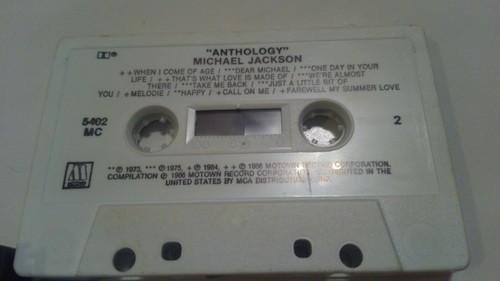 "ANTHOLOGY"
MICHAEL JACKSON
++WHEN I COME OF AGE / ***DEAR MICHAEL / ***ONE DAY IN YOUR
LIFE / ++THAT'S WHAT LOVE IS MADE OF / ***WE'RE ALMOST
THERE / ***TAKE ME BACK / ***JUST A LITTLE BIT OF
YOU / +MELODIE / **HAPPY / +CALL ON ME / +FAREWELL MY SUMMER LOVE
5402
MC
2
**℗ 1973, *** ℗ 1975, + ℗ 1984, ++ ℗ 1986 MOTOWN RECORD CORPORATION.
COMPILATION ℗ 1986 MOTOWN RECORD CORPORATION. DISTRIBUTED IN THE
UNITED STATES BY MCA DISTRIBUTING